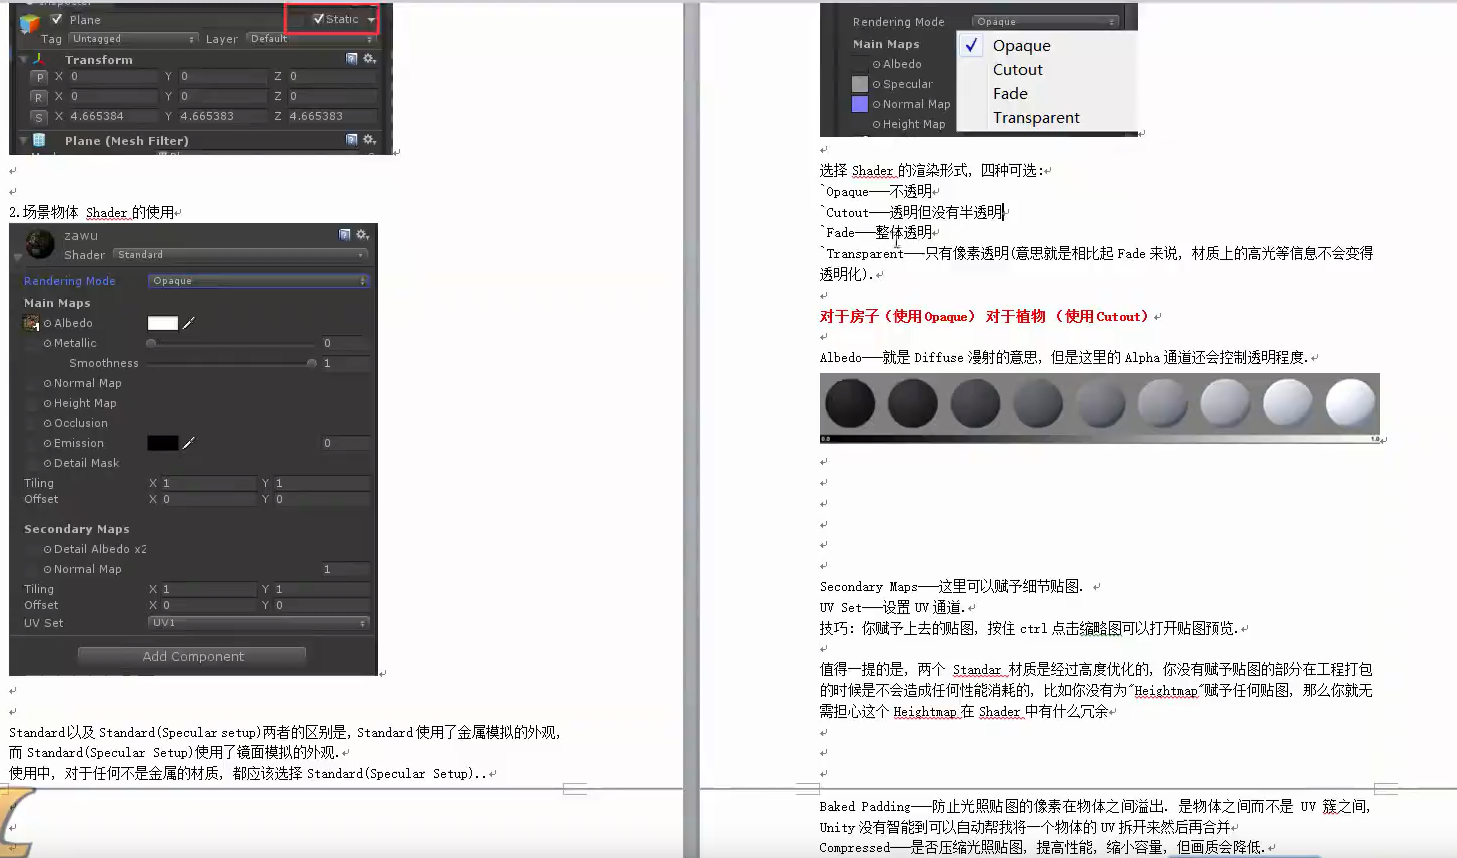 Plane
Static
Tag Untagged Layer Default
Transform
P X 0 Y 0 Z 0
R X 0 Y 0 Z 0
S X 4.665384 Y 4.665383 Z 4.665383
Plane (Mesh Filter)
2.场景物体 Shader 的使用
zawu
Shader Standard
Rendering Mode Opaque
Main Maps
Albedo
Metallic 0
Smoothness 1
Normal Map
Height Map
Occlusion
Emission 0
Detail Mask
Tiling X 1 Y 1
Offset X 0 Y 0
Secondary Maps
Detail Albedo x2
Normal Map 1
Tiling X 1 Y 1
Offset X 0 Y 0
UV Set UV1
Add Component
Standard以及 Standard(Specular setup)两者的区别是, Standard 使用了金属模拟的外观,
而 Standard(Specular Setup)使用了镜面模拟的外观.
使用中, 对于任何不是金属的材质, 都应该选择 Standard(Specular Setup)..
Rendering Mode Opaque
Main Maps
Albedo
Specular
Normal Map
Height Map
Opaque
Cutout
Fade
Transparent
选择 Shader 的渲染形式, 四种可选:
`Opaque——不透明
`Cutout——透明但没有半透明
`Fade——整体透明
`Transparent——只有像素透明(意思就是相比起 Fade 来说, 材质上的高光等信息不会变得
透明化).
对于房子（使用 Opaque） 对于植物 （使用 Cutout）
Albedo——就是 Diffuse 漫射的意思, 但是这里的 Alpha 通道还会控制透明程度.
0.0 1.0
Secondary Maps——这里可以赋予细节贴图.
UV Set——设置 UV 通道.
技巧: 你赋予上去的贴图, 按住 ctrl 点击缩略图可以打开贴图预览.
值得一提的是, 两个 Standar 材质是经过高度优化的, 你没有赋予贴图的部分在工程打包
的时候是不会造成任何性能消耗的, 比如你没有为"Heightmap"赋予任何贴图, 那么你就无
需担心这个 Heightmap 在 Shader 中有什么冗余
Baked Padding——防止光照贴图的像素在物体之间溢出. 是物体之间而不是 UV 簇之间,
Unity 没有智能到可以自动帮我将一个物体的 UV 拆开来然后再合并
Compressed——是否压缩光照贴图, 提高性能, 缩小容量, 但画质会降低.